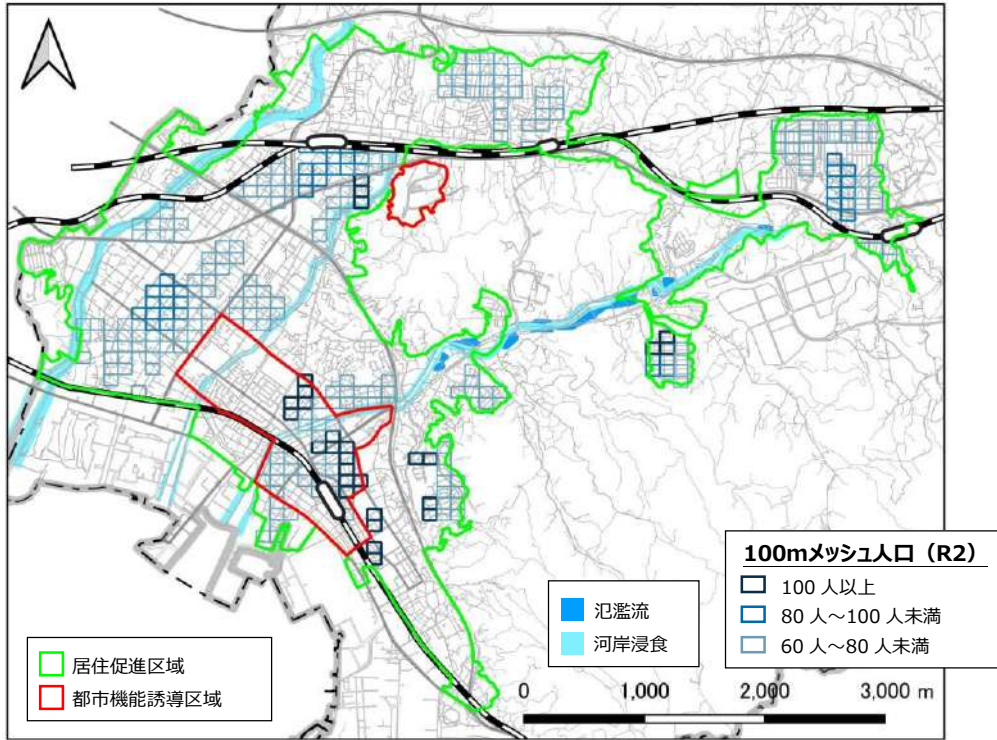 100mメッシュ人口（R2）
100 人以上
80 人～100 人未満
60 人～80 人未満
氾濫流
河岸浸食
居住促進区域
都市機能誘導区域
0 1,000 2,000 3,000 m